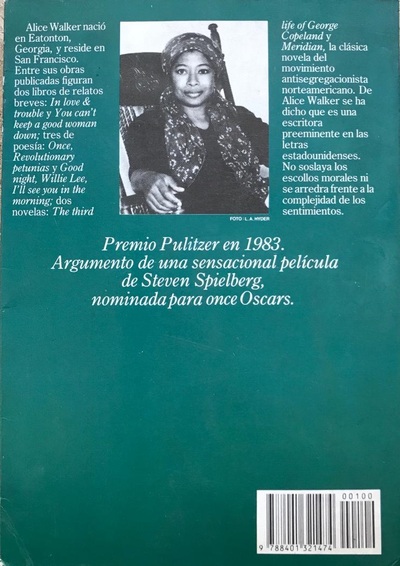 Alice Walker nació
en Eatonton,
Georgia, y reside en
San Francisco.
Entre sus obras
publicadas figuran
dos libros de relatos
breves: In love &
trouble y You can't
keep a good woman
down; tres de
poesía: Once,
Revolutionary
petunias y Good
night, Willie Lee,
I'll see you in the
morning; dos
novelas: The third
life of George
Copeland y
Meridian, la clásica
novela del
movimiento
antisegregacionista
norteamericano. De
Alice Walker se ha
dicho que es una
escritora
preeminente en las
letras
estadounidenses.
No soslaya los
escollos morales ni
se arredra frente a la
complejidad de los
sentimientos.
FOTO: L. A. HYDER
Premio Pulitzer en 1983.
Argumento de una sensacional película
de Steven Spielberg,
nominada para once Oscars.
00100
9 788401 321474